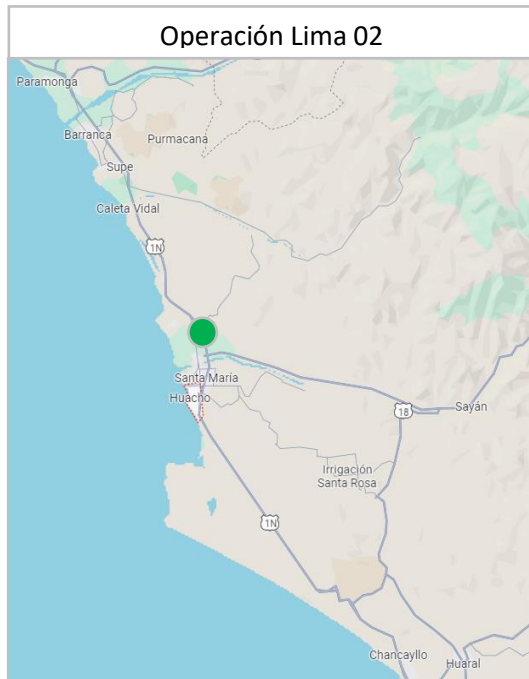 Operación Lima 02
Paramonga
Barranca
Purmacana
Supe
Caleta Vidal
1N
Santa María
Huacho
18
Sayán
Irrigación
Santa Rosa
1N
Chancayllo
Huaral